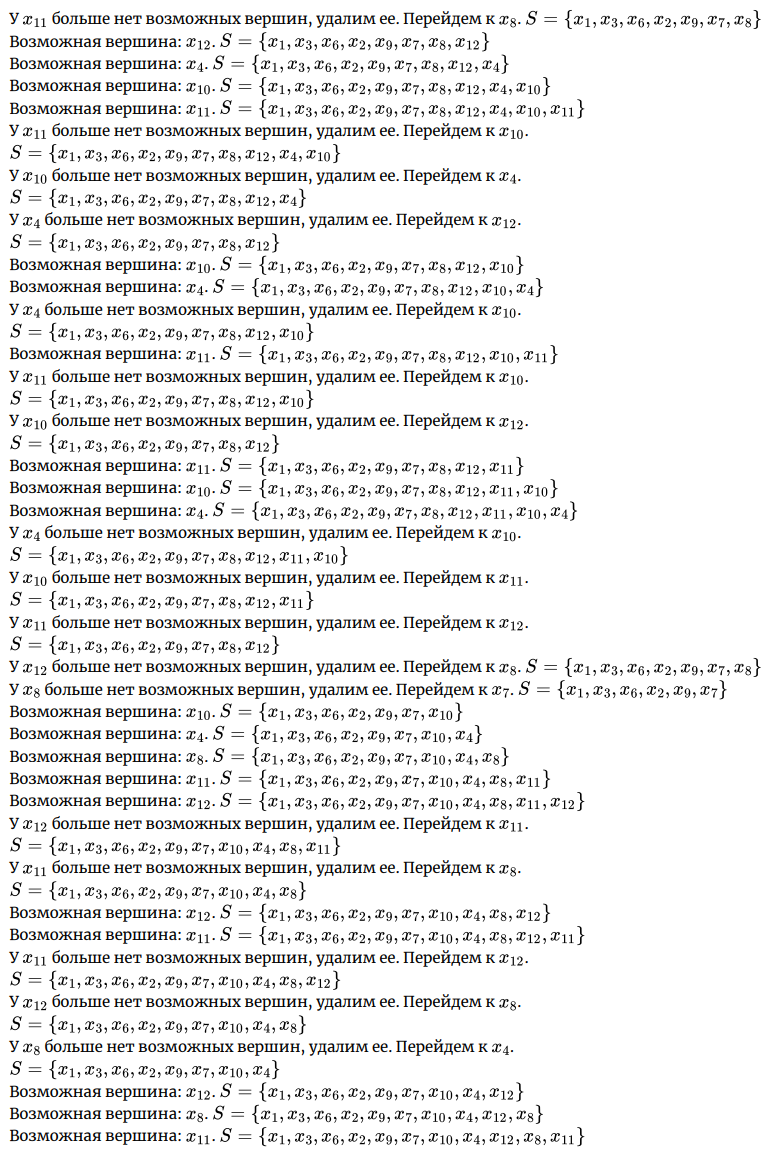 У x₁₁ больше нет возможных вершин, удалим ее. Перейдем к x₈. S = {x₁, x₃, x₆, x₂, x₉, x₇, x₈}
Возможная вершина: x₁₂. S = {x₁, x₃, x₆, x₂, x₉, x₇, x₈, x₁₂}
Возможная вершина: x₄. S = {x₁, x₃, x₆, x₂, x₉, x₇, x₈, x₁₂, x₄}
Возможная вершина: x₁₀. S = {x₁, x₃, x₆, x₂, x₉, x₇, x₈, x₁₂, x₄, x₁₀}
Возможная вершина: x₁₁. S = {x₁, x₃, x₆, x₂, x₉, x₇, x₈, x₁₂, x₄, x₁₀, x₁₁}
У x₁₁ больше нет возможных вершин, удалим ее. Перейдем к x₁₀.
S = {x₁, x₃, x₆, x₂, x₉, x₇, x₈, x₁₂, x₄, x₁₀}
У x₁₀ больше нет возможных вершин, удалим ее. Перейдем к x₄.
S = {x₁, x₃, x₆, x₂, x₉, x₇, x₈, x₁₂, x₄}
У x₄ больше нет возможных вершин, удалим ее. Перейдем к x₁₂.
S = {x₁, x₃, x₆, x₂, x₉, x₇, x₈, x₁₂}
Возможная вершина: x₁₀. S = {x₁, x₃, x₆, x₂, x₉, x₇, x₈, x₁₂, x₁₀}
Возможная вершина: x₄. S = {x₁, x₃, x₆, x₂, x₉, x₇, x₈, x₁₂, x₁₀, x₄}
У x₄ больше нет возможных вершин, удалим ее. Перейдем к x₁₀.
S = {x₁, x₃, x₆, x₂, x₉, x₇, x₈, x₁₂, x₁₀}
Возможная вершина: x₁₁. S = {x₁, x₃, x₆, x₂, x₉, x₇, x₈, x₁₂, x₁₀, x₁₁}
У x₁₁ больше нет возможных вершин, удалим ее. Перейдем к x₁₀.
S = {x₁, x₃, x₆, x₂, x₉, x₇, x₈, x₁₂, x₁₀}
У x₁₀ больше нет возможных вершин, удалим ее. Перейдем к x₁₂.
S = {x₁, x₃, x₆, x₂, x₉, x₇, x₈, x₁₂}
Возможная вершина: x₁₁. S = {x₁, x₃, x₆, x₂, x₉, x₇, x₈, x₁₂, x₁₁}
Возможная вершина: x₁₀. S = {x₁, x₃, x₆, x₂, x₉, x₇, x₈, x₁₂, x₁₁, x₁₀}
Возможная вершина: x₄. S = {x₁, x₃, x₆, x₂, x₉, x₇, x₈, x₁₂, x₁₁, x₁₀, x₄}
У x₄ больше нет возможных вершин, удалим ее. Перейдем к x₁₀.
S = {x₁, x₃, x₆, x₂, x₉, x₇, x₈, x₁₂, x₁₁, x₁₀}
У x₁₀ больше нет возможных вершин, удалим ее. Перейдем к x₁₁.
S = {x₁, x₃, x₆, x₂, x₉, x₇, x₈, x₁₂, x₁₁}
У x₁₁ больше нет возможных вершин, удалим ее. Перейдем к x₁₂.
S = {x₁, x₃, x₆, x₂, x₉, x₇, x₈, x₁₂}
У x₁₂ больше нет возможных вершин, удалим ее. Перейдем к x₈. S = {x₁, x₃, x₆, x₂, x₉, x₇, x₈}
У x₈ больше нет возможных вершин, удалим ее. Перейдем к x₇. S = {x₁, x₃, x₆, x₂, x₉, x₇}
Возможная вершина: x₁₀. S = {x₁, x₃, x₆, x₂, x₉, x₇, x₁₀}
Возможная вершина: x₄. S = {x₁, x₃, x₆, x₂, x₉, x₇, x₁₀, x₄}
Возможная вершина: x₈. S = {x₁, x₃, x₆, x₂, x₉, x₇, x₁₀, x₄, x₈}
Возможная вершина: x₁₁. S = {x₁, x₃, x₆, x₂, x₉, x₇, x₁₀, x₄, x₈, x₁₁}
Возможная вершина: x₁₂. S = {x₁, x₃, x₆, x₂, x₉, x₇, x₁₀, x₄, x₈, x₁₁, x₁₂}
У x₁₂ больше нет возможных вершин, удалим ее. Перейдем к x₁₁.
S = {x₁, x₃, x₆, x₂, x₉, x₇, x₁₀, x₄, x₈, x₁₁}
У x₁₁ больше нет возможных вершин, удалим ее. Перейдем к x₈.
S = {x₁, x₃, x₆, x₂, x₉, x₇, x₁₀, x₄, x₈}
Возможная вершина: x₁₂. S = {x₁, x₃, x₆, x₂, x₉, x₇, x₁₀, x₄, x₈, x₁₂}
Возможная вершина: x₁₁. S = {x₁, x₃, x₆, x₂, x₉, x₇, x₁₀, x₄, x₈, x₁₂, x₁₁}
У x₁₁ больше нет возможных вершин, удалим ее. Перейдем к x₁₂.
S = {x₁, x₃, x₆, x₂, x₉, x₇, x₁₀, x₄, x₈, x₁₂}
У x₁₂ больше нет возможных вершин, удалим ее. Перейдем к x₈.
S = {x₁, x₃, x₆, x₂, x₉, x₇, x₁₀, x₄, x₈}
У x₈ больше нет возможных вершин, удалим ее. Перейдем к x₄.
S = {x₁, x₃, x₆, x₂, x₉, x₇, x₁₀, x₄}
Возможная вершина: x₁₂. S = {x₁, x₃, x₆, x₂, x₉, x₇, x₁₀, x₄, x₁₂}
Возможная вершина: x₈. S = {x₁, x₃, x₆, x₂, x₉, x₇, x₁₀, x₄, x₁₂, x₈}
Возможная вершина: x₁₁. S = {x₁, x₃, x₆, x₂, x₉, x₇, x₁₀, x₄, x₁₂, x₈, x₁₁}